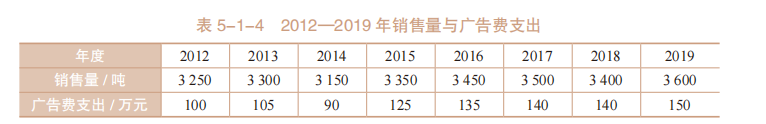 表 5-1-4 2012—2019 年销售量与广告费支出
年度 2012 2013 2014 2015 2016 2017 2018 2019
销售量 / 吨 3 250 3 300 3 150 3 350 3 450 3 500 3 400 3 600
广告费支出 / 万元 100 105 90 125 135 140 140 150